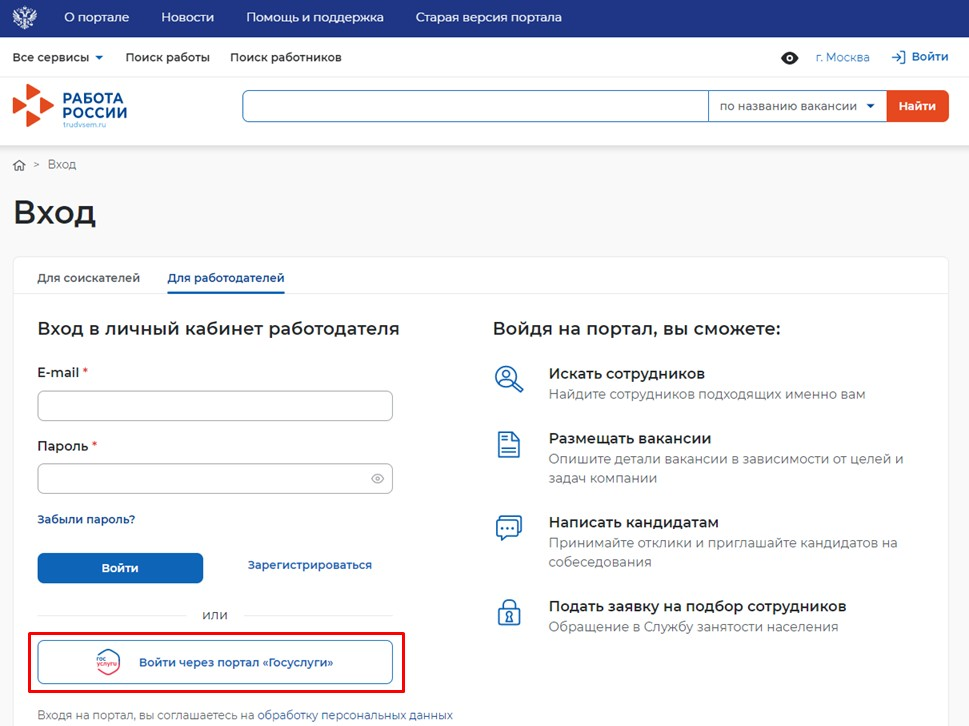 О портале Новости Помощь и поддержка Старая версия портала
Все сервисы Поиск работы Поиск работников г. Москва Войти
РАБОТА
РОССИИ
trudvsem.ru
по названию вакансии Найти
> Вход
Вход
Для соискателей Для работодателей
Вход в личный кабинет работодателя
E-mail *
Пароль *
Забыли пароль?
Войти Зарегистрироваться
или
гос
услуги
Войти через портал «Госуслуги»
Входя на портал, вы соглашаетесь на обработку персональных данных
Войдя на портал, вы сможете:
Искать сотрудников
Найдите сотрудников подходящих именно вам
Размещать вакансии
Опишите детали вакансии в зависимости от целей и
задач компании
Написать кандидатам
Принимайте отклики и приглашайте кандидатов на
собеседования
Подать заявку на подбор сотрудников
Обращение в Службу занятости населения